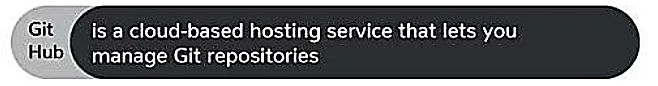 Git
Hub
is a cloud-based hosting service that lets you
manage Git repositories